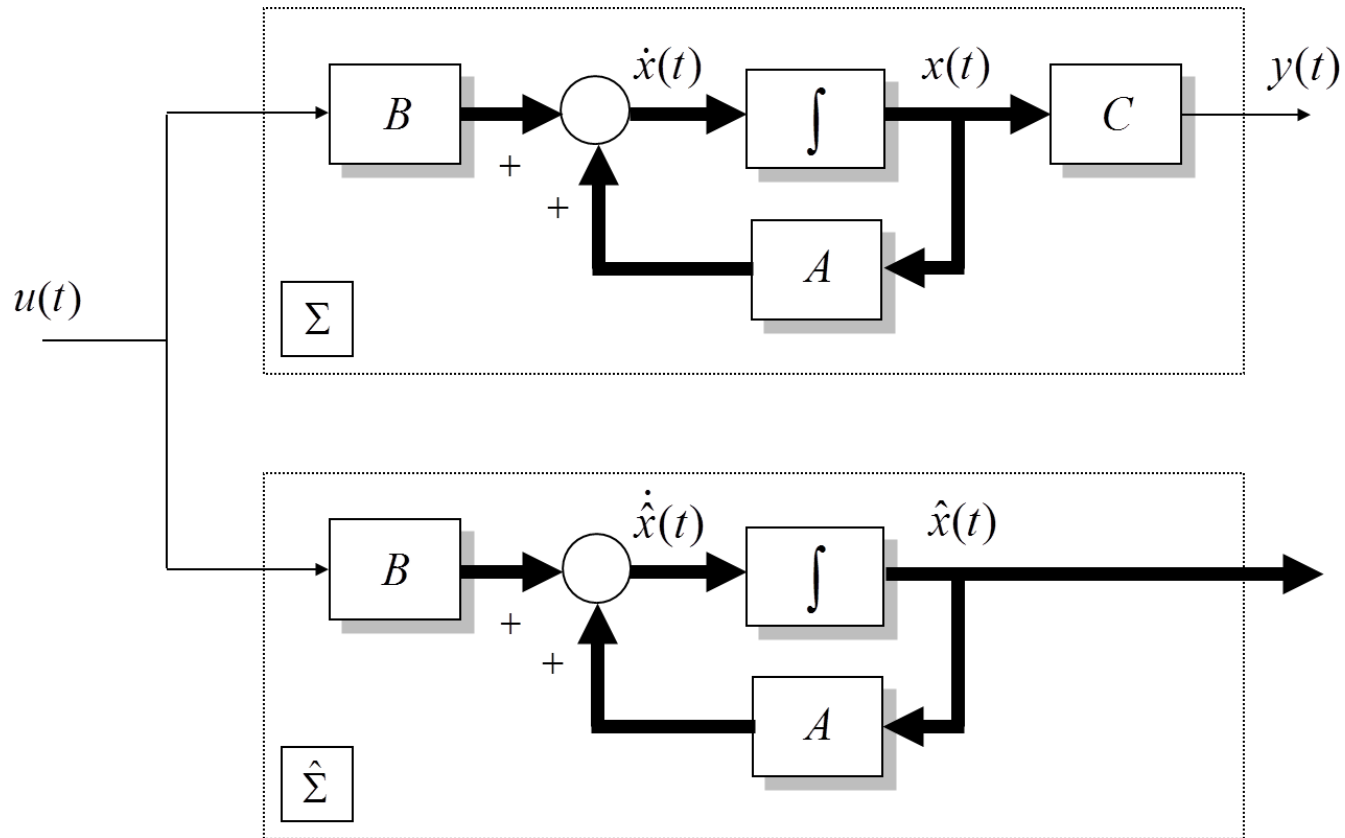 ẋ(t)
x(t)
y(t)
B
∫
C
+
+
A
u(t)
Σ
x̂̇(t)
x̂(t)
B
∫
+
+
A
Σ̂